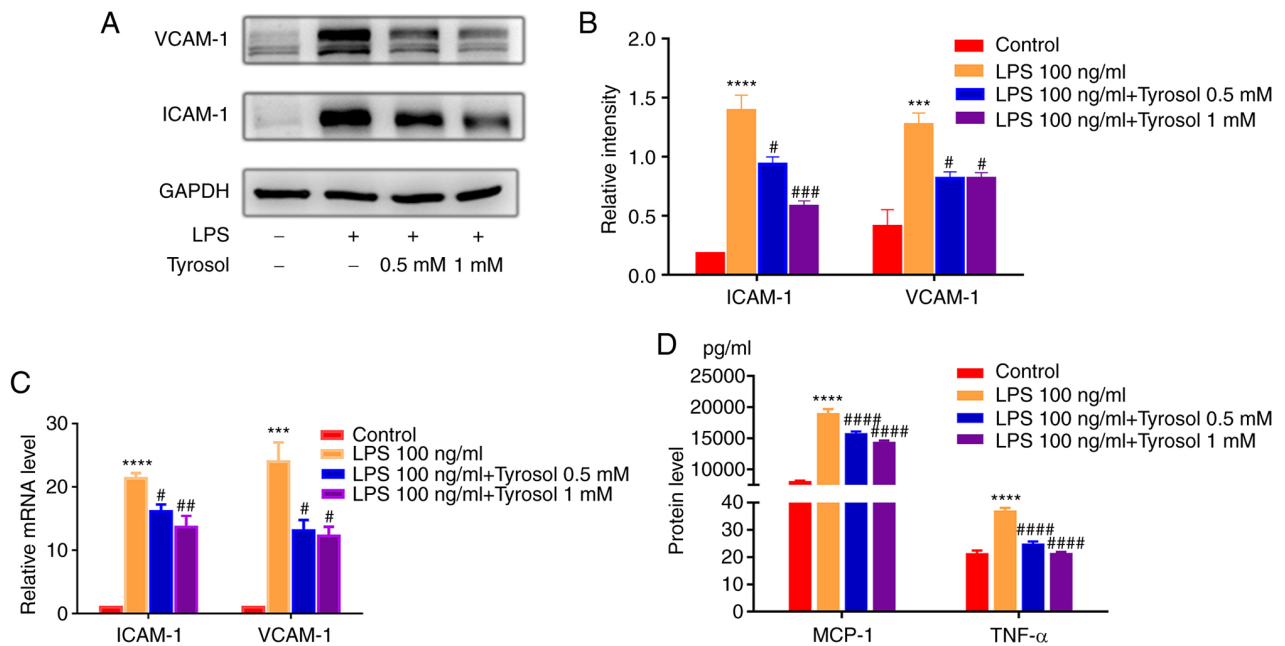 A
VCAM-1
ICAM-1
GAPDH
LPS − + + +
Tyrosol − − 0.5 mM 1 mM
B
Relative intensity
2.0
1.5
1.0
0.5
0.0
**** # ###
*** # #
ICAM-1 VCAM-1
Control
LPS 100 ng/ml
LPS 100 ng/ml+Tyrosol 0.5 mM
LPS 100 ng/ml+Tyrosol 1 mM
C
Relative mRNA level
30
20
10
0
**** # ##
*** # #
ICAM-1 VCAM-1
Control
LPS 100 ng/ml
LPS 100 ng/ml+Tyrosol 0.5 mM
LPS 100 ng/ml+Tyrosol 1 mM
D
pg/ml
Protein level
25000
20000
15000
10000
40
30
20
10
0
**** #### ####
**** #### ####
MCP-1 TNF-α
Control
LPS 100 ng/ml
LPS 100 ng/ml+Tyrosol 0.5 mM
LPS 100 ng/ml+Tyrosol 1 mM